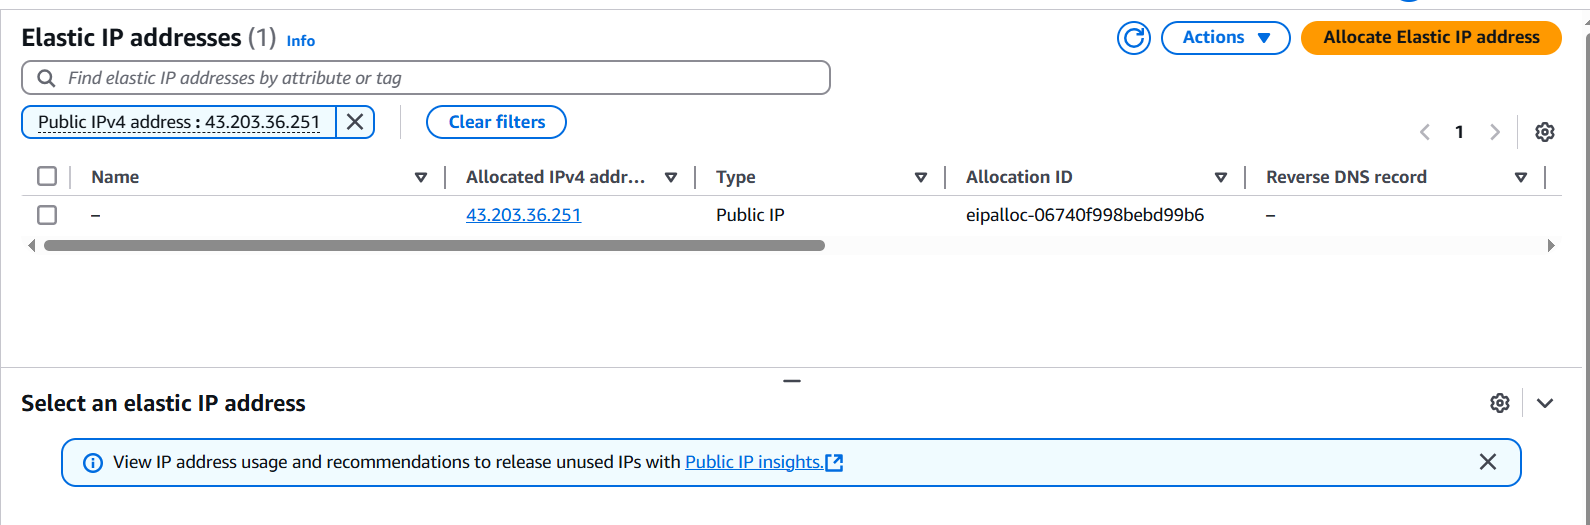 Elastic IP addresses (1) Info
Actions
Allocate Elastic IP address
Find elastic IP addresses by attribute or tag
Public IPv4 address : 43.203.36.251
Clear filters
1
Name Allocated IPv4 addr... Type Allocation ID Reverse DNS record
– 43.203.36.251 Public IP eipalloc-06740f998bebd99b6 –
Select an elastic IP address
View IP address usage and recommendations to release unused IPs with Public IP insights.